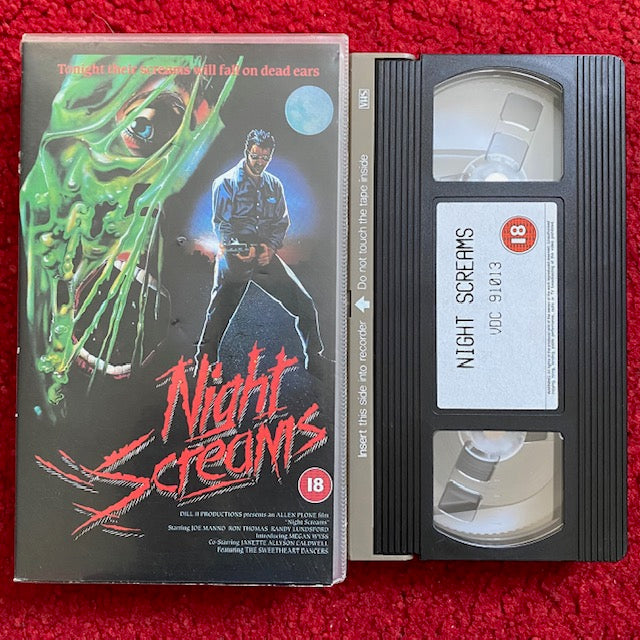 Tonight their screams will fall on dead ears
Night
Screams
18
DILL II PRODUCTIONS presents an ALLEN PLONE film
"Night Screams"
Starring JOE MANNO RON THOMAS RANDY LUNDSFORD
Introducing MEGAN WYSS
Co-Starring JANETTE ALLYSON CALDWELL
Featuring THE SWEETHEART DANCERS
VHS
Insert this side into recorder
Do not touch the tape inside
NIGHT SCREAMS
VDC 91013
18